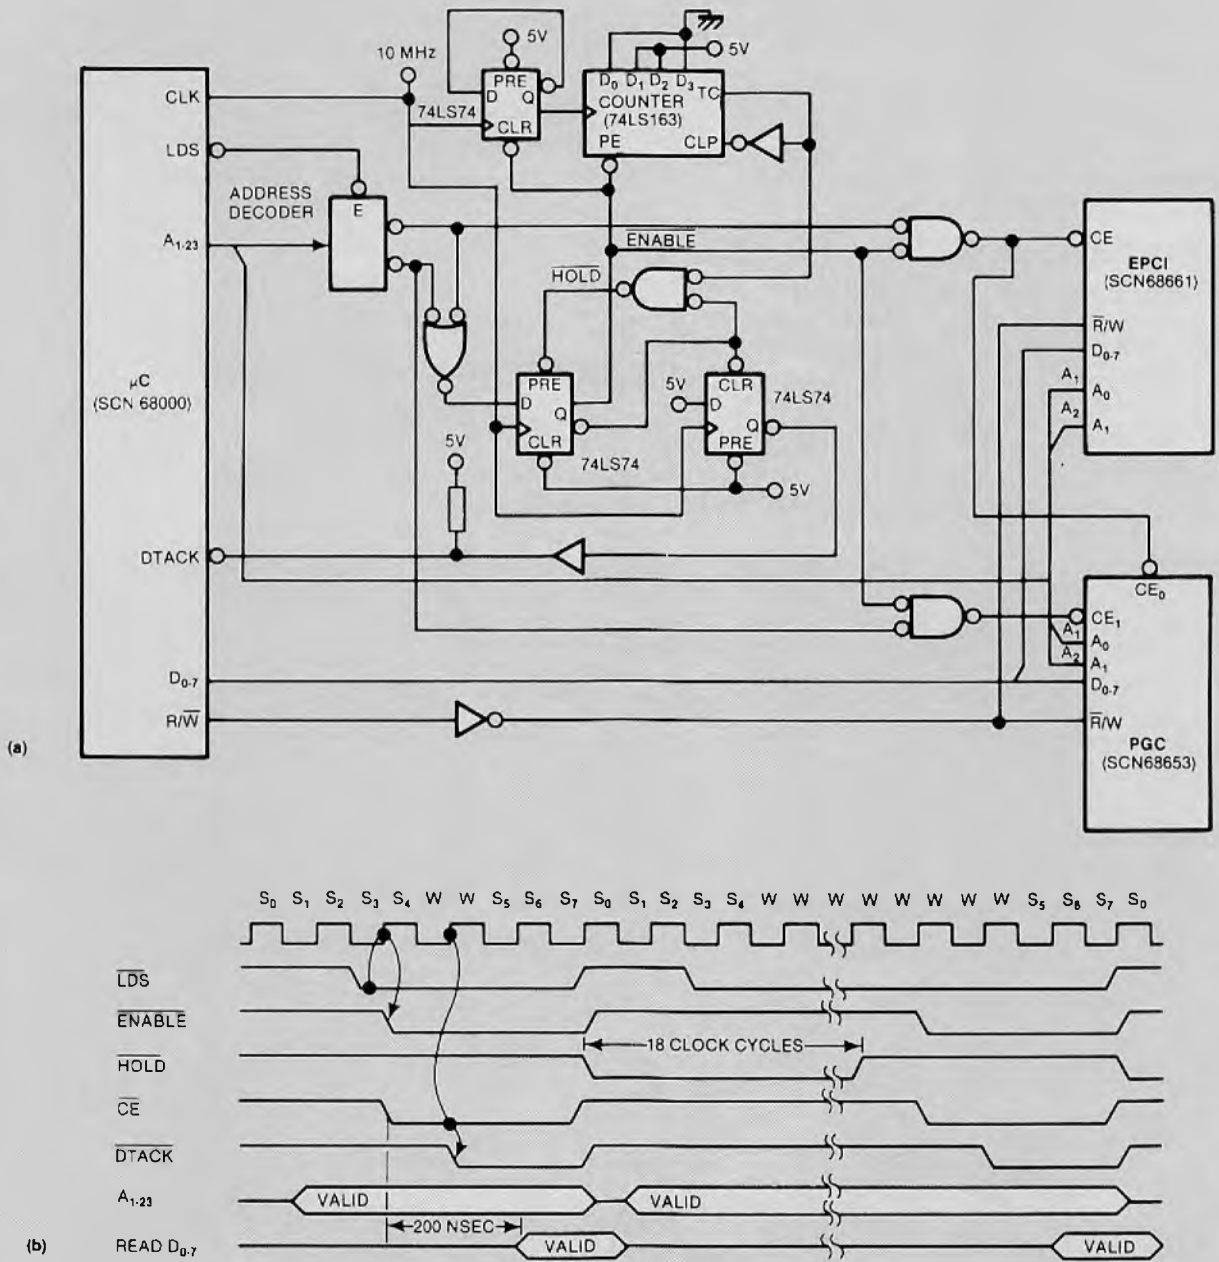 5V
10 MHz
5V
CLK
74LS74
PRE
D Q
CLR
D0 D1 D2 D3 TC
COUNTER
(74LS163)
PE CLP
LDS
ADDRESS
DECODER
E
A1-23
ENABLE
HOLD
CE
EPCI
(SCN68661)
R/W
D0-7
A1 A0
A2 A1
μC
(SCN 68000)
PRE
D Q
CLR
74LS74
5V
CLR
D Q
PRE
74LS74
5V
5V
DTACK
CE0
CE1
A1 A0
A2 A1
D0-7
D0-7
R/W
R/W
PGC
(SCN68653)
(a)
S0 S1 S2 S3 S4 W W S5 S6 S7 S0 S1 S2 S3 S4 W W W W W W W S5 S6 S7 S0
LDS
ENABLE
18 CLOCK CYCLES
HOLD
CE
DTACK
A1-23 VALID VALID
200 NSEC
(b) READ D0-7 VALID VALID